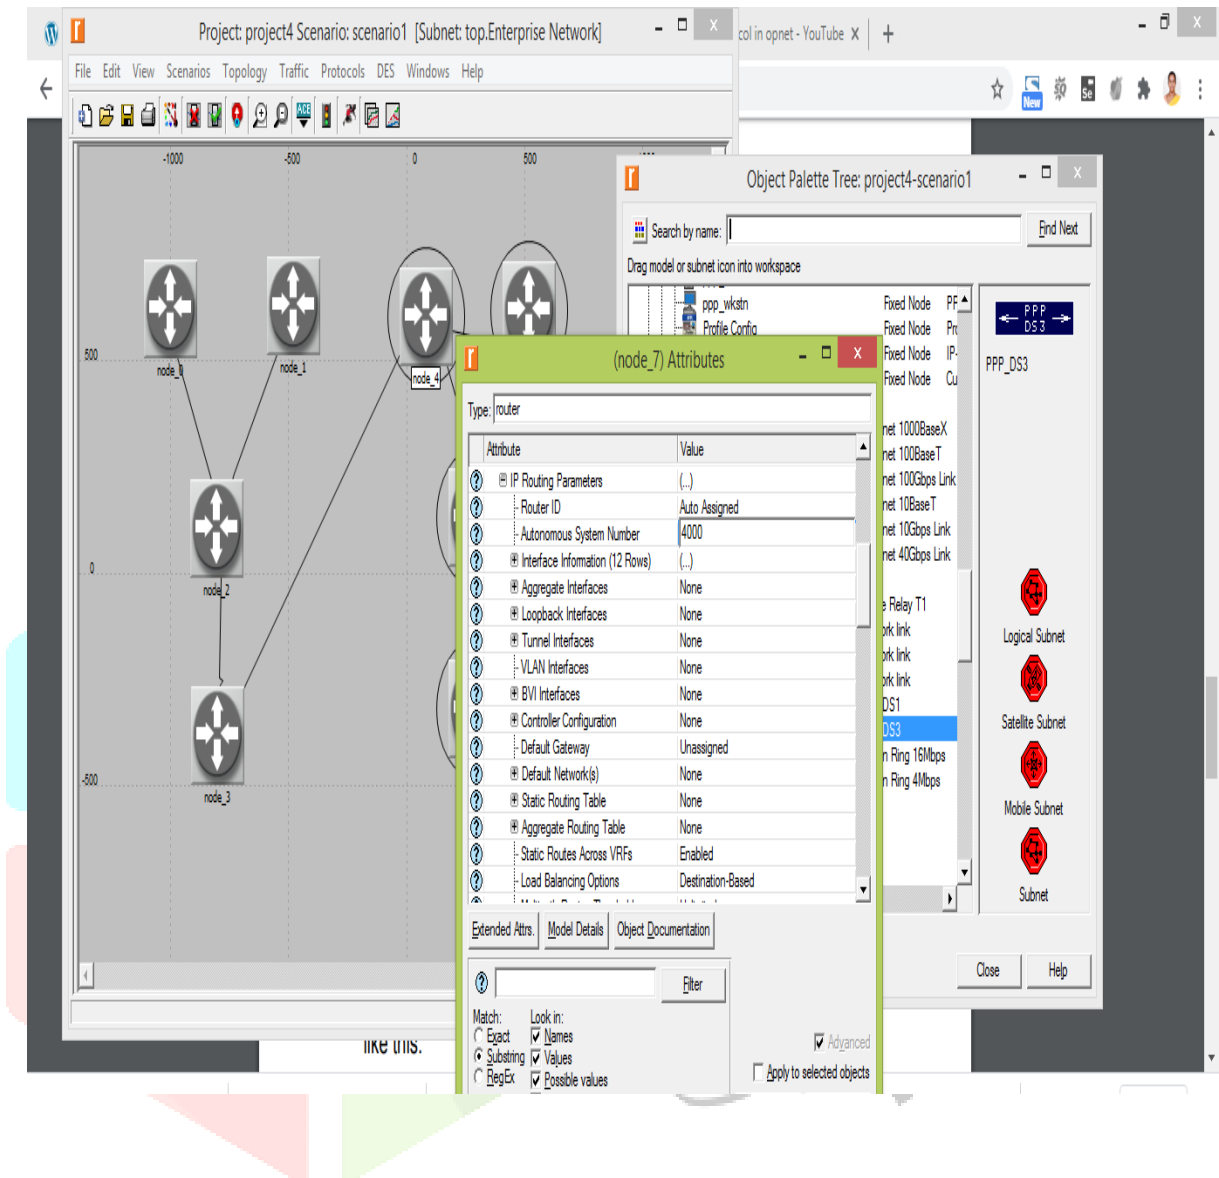 Project: project4 Scenario: scenario1 [Subnet: top.Enterprise Network]
col in opnet - YouTube
File Edit View Scenarios Topology Traffic Protocols DES Windows Help
New
Se
-1000 -500 0 500
500
0
-500
node_0
node_1
node_4
node_2
node_3
Object Palette Tree: project4-scenario1
Search by name:
Find Next
Drag model or subnet icon into workspace
ppp_wkstn Fixed Node PF
Profile Config Fixed Node Pro
Fixed Node IP-
Fixed Node Cu
net 1000BaseX
net 100BaseT
net 100Gbps Link
net 10BaseT
net 10Gbps Link
net 40Gbps Link
e Relay T1
ork link
ork link
ork link
DS1
DS3
n Ring 16Mbps
n Ring 4Mbps
PPP
DS3
PPP_DS3
Logical Subnet
Satellite Subnet
Mobile Subnet
Subnet
Close Help
(node_7) Attributes
Type: router
Attribute Value
IP Routing Parameters (...)
Router ID Auto Assigned
Autonomous System Number 4000
Interface Information (12 Rows) (...)
Aggregate Interfaces None
Loopback Interfaces None
Tunnel Interfaces None
VLAN Interfaces None
BVI Interfaces None
Controller Configuration None
Default Gateway Unassigned
Default Network(s) None
Static Routing Table None
Aggregate Routing Table None
Static Routes Across VRFs Enabled
Load Balancing Options Destination-Based
Extended Attrs. Model Details Object Documentation
Filter
Match: Look in:
Exact Names
Substring Values
RegEx Possible values
Advanced
Apply to selected objects
like this.